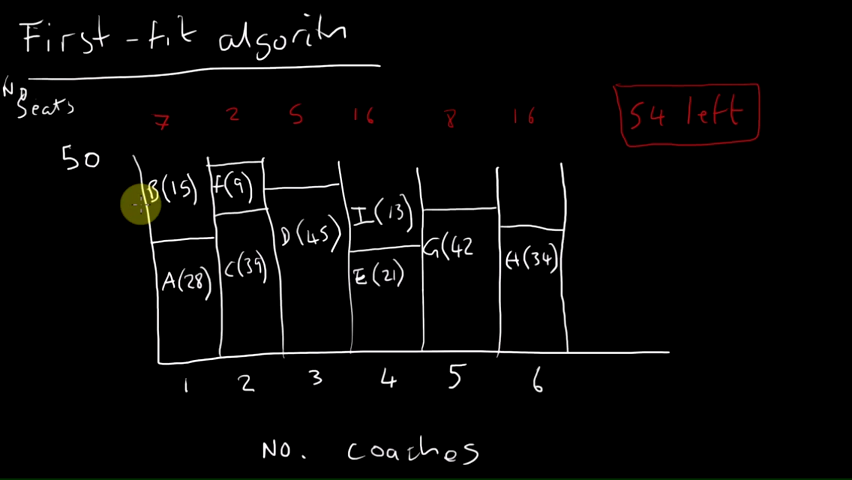 First-fit algorithm
No
Seats
7 2 5 16 8 16
54 left
50
B(15) F(9)
I(13)
D(45)
G(42
A(28) C(39) E(21) H(34)
1 2 3 4 5 6
No. coaches